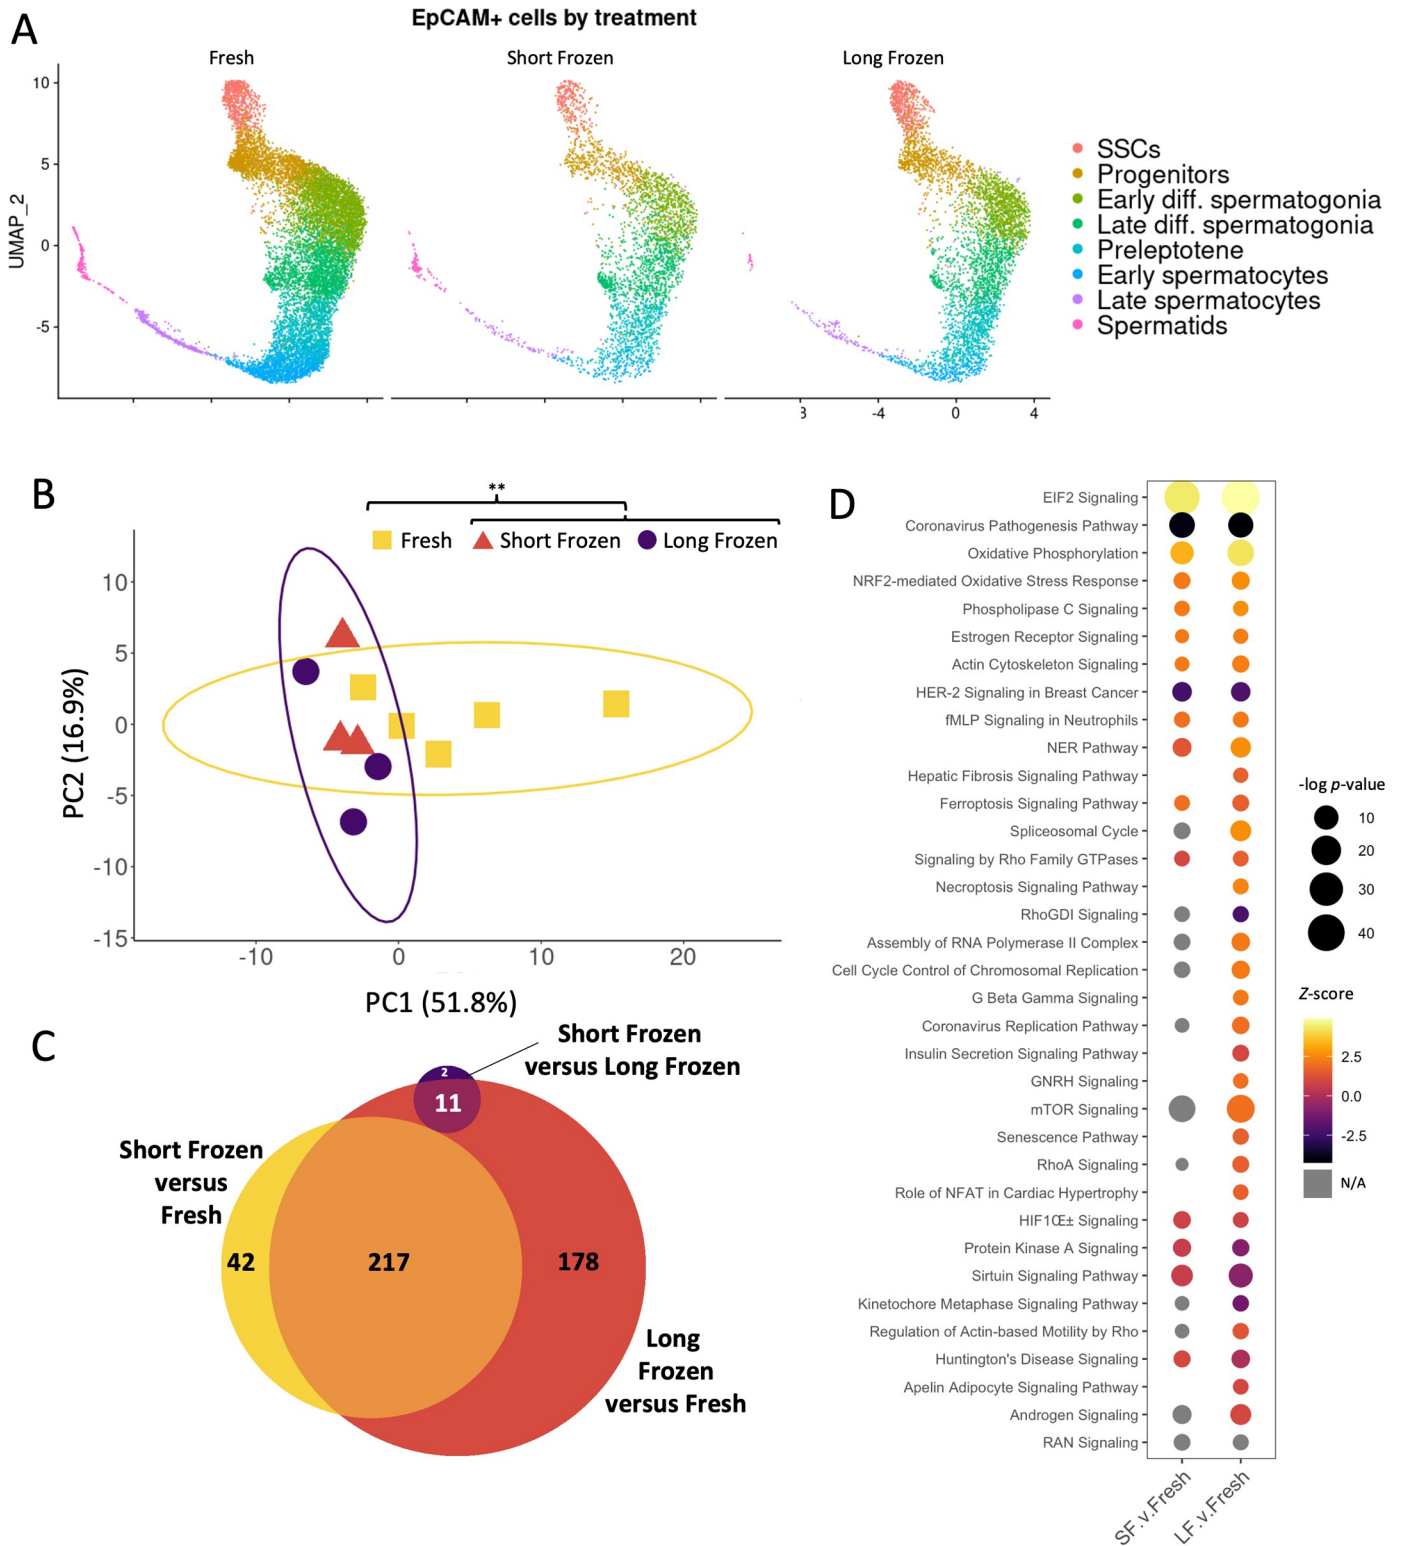 A
EpCAM+ cells by treatment
Fresh
Short Frozen
Long Frozen
UMAP_2
10
5
0
-5
-4
0
4
SSCs
Progenitors
Early diff. spermatogonia
Late diff. spermatogonia
Preleptotene
Early spermatocytes
Late spermatocytes
Spermatids
B
**
Fresh
Short Frozen
Long Frozen
PC2 (16.9%)
10
5
0
-5
-10
-15
-10
0
10
20
PC1 (51.8%)
C
Short Frozen
versus Long Frozen
2
11
Short Frozen
versus
Fresh
42
217
178
Long
Frozen
versus Fresh
D
EIF2 Signaling
Coronavirus Pathogenesis Pathway
Oxidative Phosphorylation
NRF2-mediated Oxidative Stress Response
Phospholipase C Signaling
Estrogen Receptor Signaling
Actin Cytoskeleton Signaling
HER-2 Signaling in Breast Cancer
fMLP Signaling in Neutrophils
NER Pathway
Hepatic Fibrosis Signaling Pathway
Ferroptosis Signaling Pathway
Spliceosomal Cycle
Signaling by Rho Family GTPases
Necroptosis Signaling Pathway
RhoGDI Signaling
Assembly of RNA Polymerase II Complex
Cell Cycle Control of Chromosomal Replication
G Beta Gamma Signaling
Coronavirus Replication Pathway
Insulin Secretion Signaling Pathway
GNRH Signaling
mTOR Signaling
Senescence Pathway
RhoA Signaling
Role of NFAT in Cardiac Hypertrophy
HIF1Œ± Signaling
Protein Kinase A Signaling
Sirtuin Signaling Pathway
Kinetochore Metaphase Signaling Pathway
Regulation of Actin-based Motility by Rho
Huntington's Disease Signaling
Apelin Adipocyte Signaling Pathway
Androgen Signaling
RAN Signaling
SF.v.Fresh
LF.v.Fresh
-log p-value
10
20
30
40
Z-score
2.5
0.0
-2.5
N/A